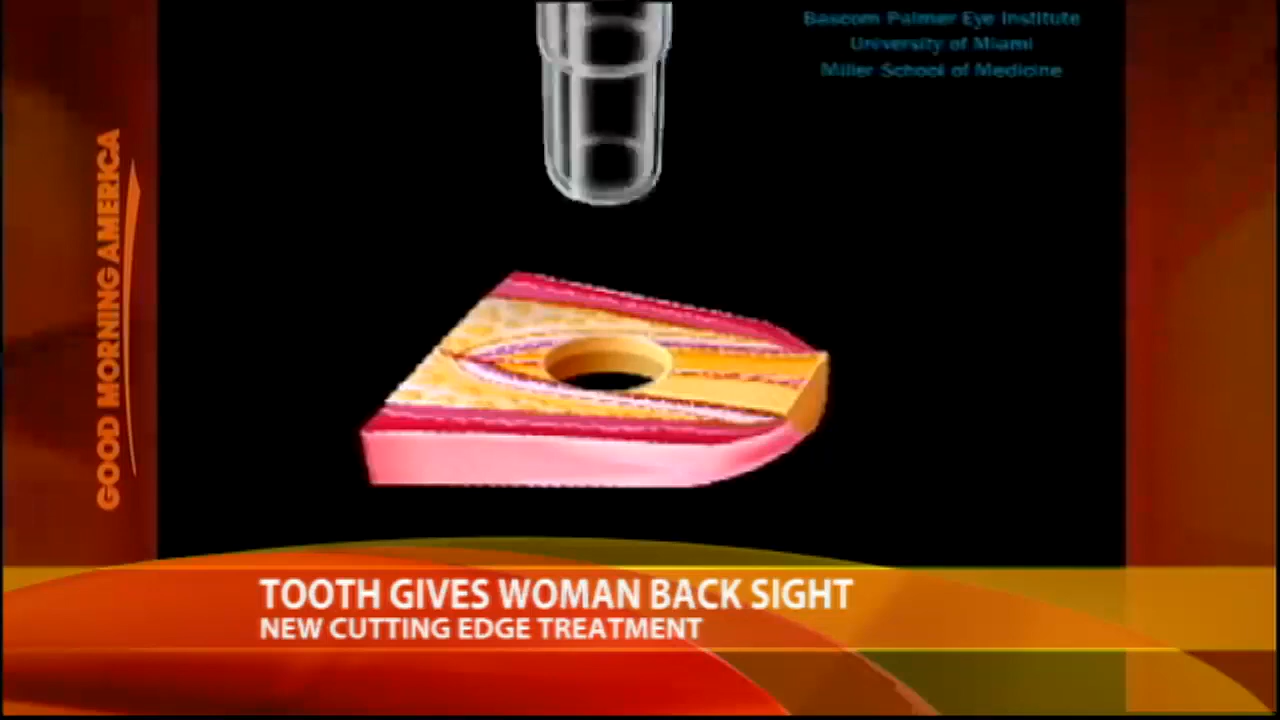 Bascom Palmer Eye Institute
University of Miami
Miller School of Medicine
GOOD MORNING AMERICA
TOOTH GIVES WOMAN BACK SIGHT
NEW CUTTING EDGE TREATMENT